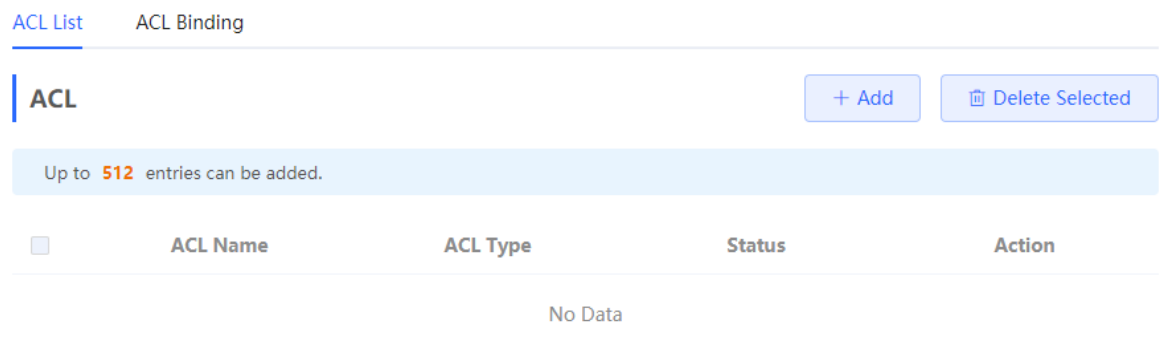 ACL List ACL Binding
ACL + Add Delete Selected
Up to 512 entries can be added.
ACL Name ACL Type Status Action
No Data